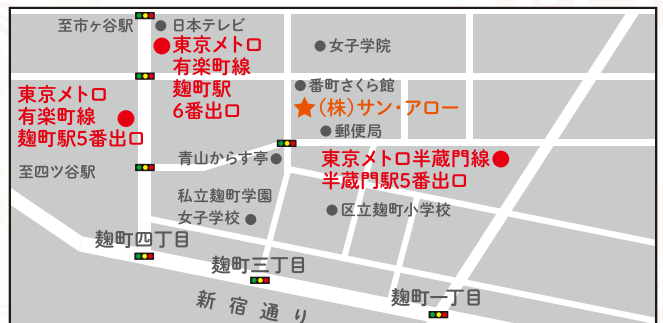 至市ヶ谷駅
日本テレビ
東京メトロ
有楽町線
麹町駅
6番出口
女子学院
番町さくら館
(株)サン・アロー
郵便局
東京メトロ
有楽町線
麹町駅5番出口
青山からす亭
東京メトロ半蔵門線
半蔵門駅5番出口
至四ツ谷駅
私立麹町学園
女子学校
区立麹町小学校
麹町四丁目
麹町三丁目
麹町一丁目
新宿通り